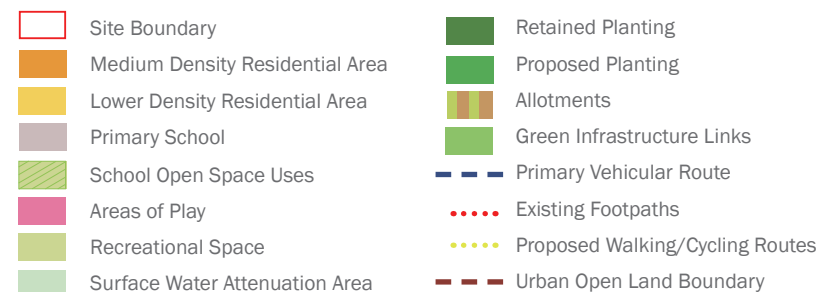 Site Boundary
Medium Density Residential Area
Lower Density Residential Area
Primary School
School Open Space Uses
Areas of Play
Recreational Space
Surface Water Attenuation Area
Retained Planting
Proposed Planting
Allotments
Green Infrastructure Links
Primary Vehicular Route
Existing Footpaths
Proposed Walking/Cycling Routes
Urban Open Land Boundary